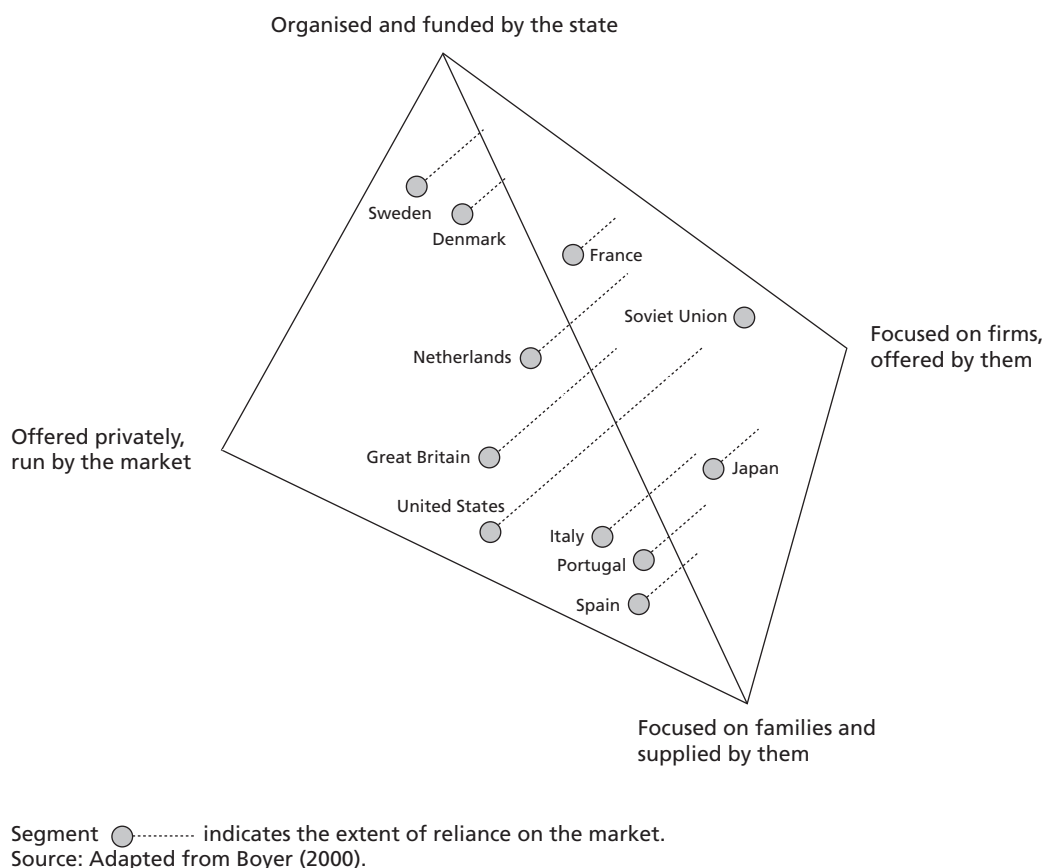 Organised and funded by the state
Sweden
Denmark
France
Soviet Union
Focused on firms,
offered by them
Netherlands
Offered privately,
run by the market
Great Britain
Japan
United States
Italy
Portugal
Spain
Focused on families and
supplied by them
Segment indicates the extent of reliance on the market.
Source: Adapted from Boyer (2000).